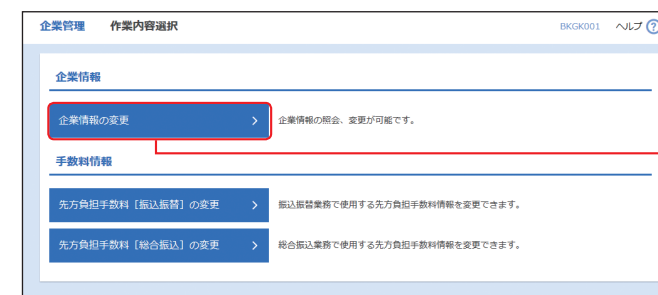 企業管理 作業内容選択 BKGK001 ヘルプ ?
企業情報
企業情報の変更 > 企業情報の照会、変更が可能です。
手数料情報
先方負担手数料［振込振替］の変更 > 振込振替業務で使用する先方負担手数料情報を変更できます。
先方負担手数料［総合振込］の変更 > 総合振込業務で使用する先方負担手数料情報を変更できます。